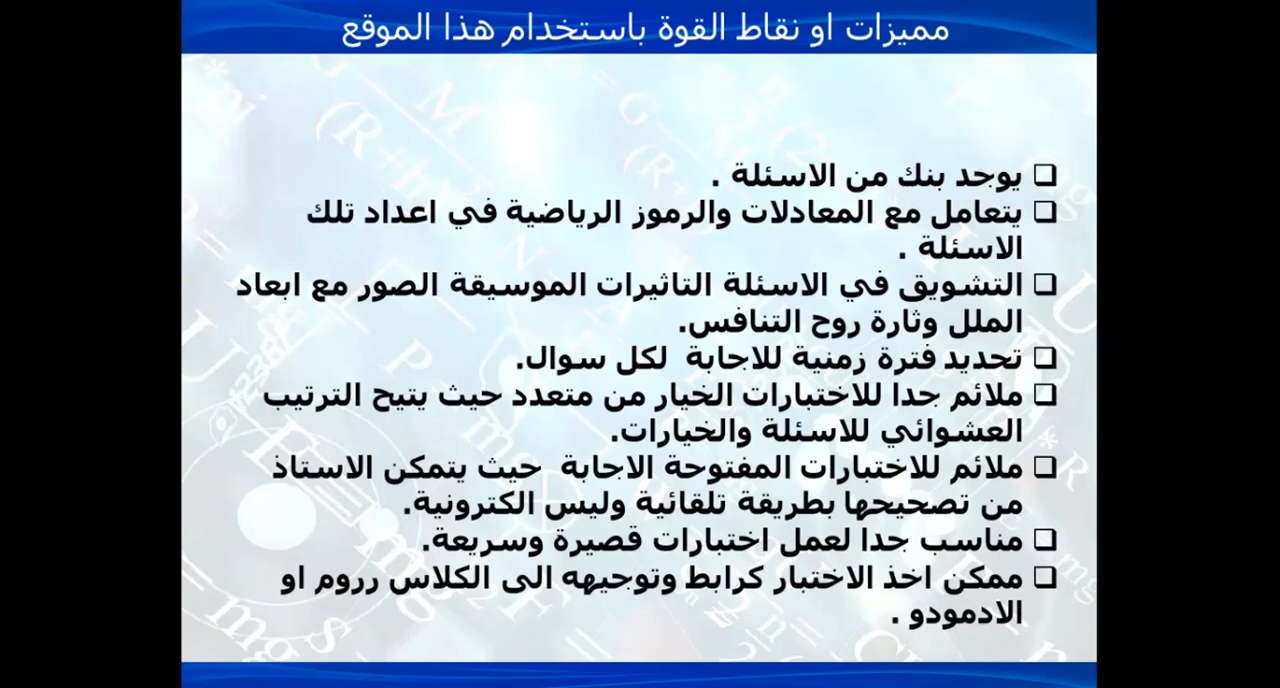 مميزات او نقاط القوة باستخدام هذا الموقع
❑ يوجد بنك من الاسئلة .
❑ يتعامل مع المعادلات والرموز الرياضية في اعداد تلك
الاسئلة .
❑ التشويق في الاسئلة التاثيرات الموسيقة الصور مع ابعاد
الملل وثارة روح التنافس.
❑ تحديد فترة زمنية للاجابة لكل سوال.
❑ ملائم جدا للاختبارات الخيار من متعدد حيث يتيح الترتيب
العشوائي للاسئلة والخيارات.
❑ ملائم للاختبارات المفتوحة الاجابة حيث يتمكن الاستاذ
من تصحيحها بطريقة تلقائية وليس الكترونية.
❑ مناسب جدا لعمل اختبارات قصيرة وسريعة.
❑ ممكن اخذ الاختبار كرابط وتوجيهه الى الكلاس رروم او
الادمودو .